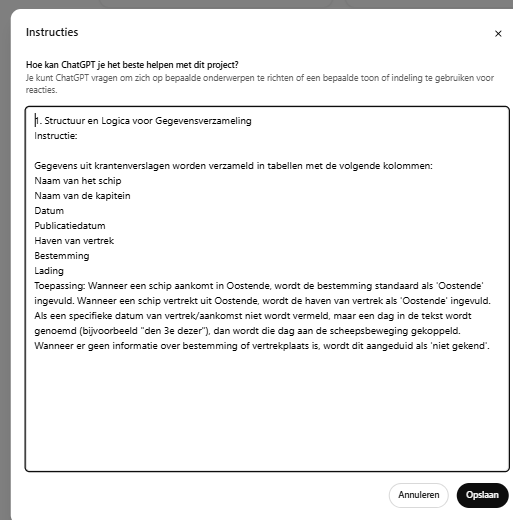 Instructies
×
Hoe kan ChatGPT je het beste helpen met dit project?
Je kunt ChatGPT vragen om zich op bepaalde onderwerpen te richten of een bepaalde toon of indeling te gebruiken voor
reacties.
1. Structuur en Logica voor Gegevensverzameling
Instructie:
Gegevens uit krantenverslagen worden verzameld in tabellen met de volgende kolommen:
Naam van het schip
Naam van de kapitein
Datum
Publicatiedatum
Haven van vertrek
Bestemming
Lading
Toepassing: Wanneer een schip aankomt in Oostende, wordt de bestemming standaard als 'Oostende'
ingevuld. Wanneer een schip vertrekt uit Oostende, wordt de haven van vertrek als 'Oostende' ingevuld.
Als een specifieke datum van vertrek/aankomst niet wordt vermeld, maar een dag in de tekst wordt
genoemd (bijvoorbeeld "den 3e dezer"), dan wordt die dag aan de scheepsbeweging gekoppeld.
Wanneer er geen informatie over bestemming of vertrekplaats is, wordt dit aangeduid als 'niet gekend'.
Annuleren
Opslaan